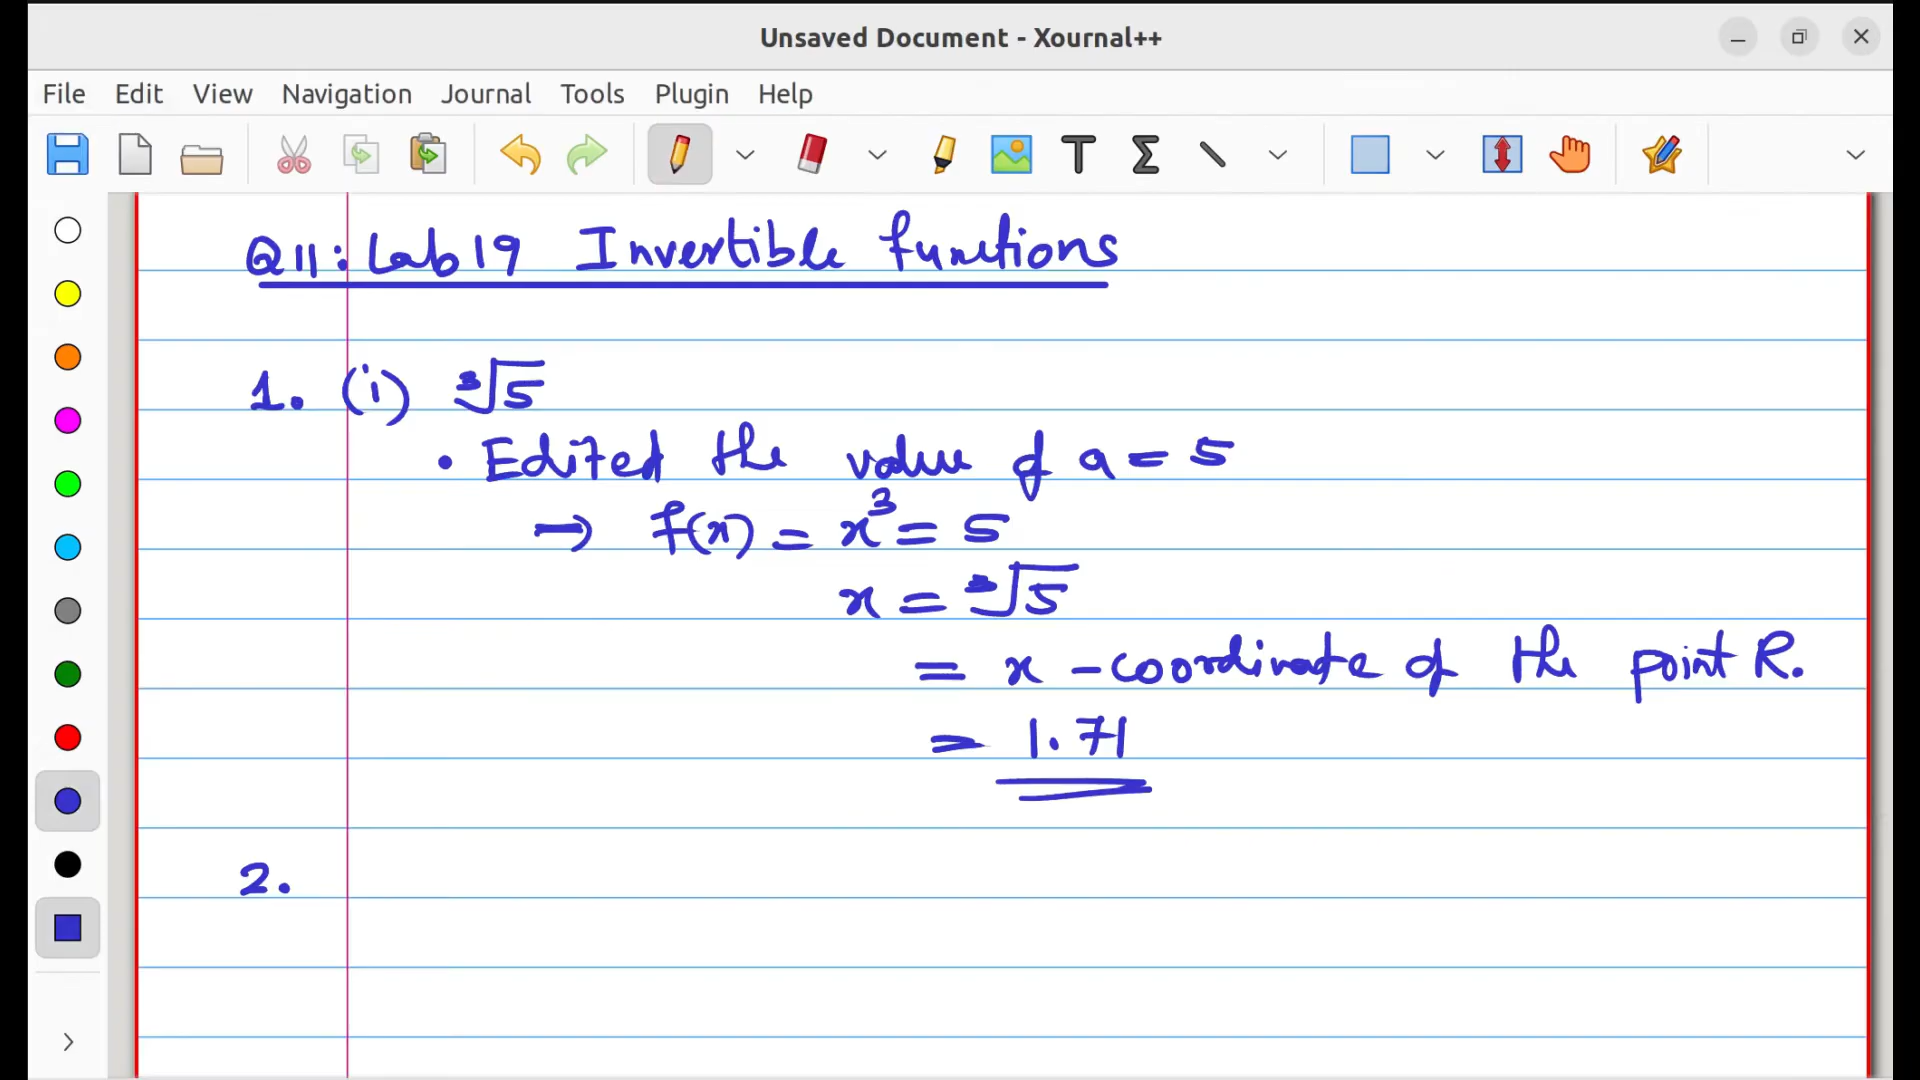 Unsaved Document - Xournal++
File Edit View Navigation Journal Tools Plugin Help
Q11: Lab 19 Invertible functions
1. (i) ∛5
• Edited the value of a = 5
→ f(x) = x³ = 5
x = ∛5
= x - coordinate of the point R.
= 1.71
2.